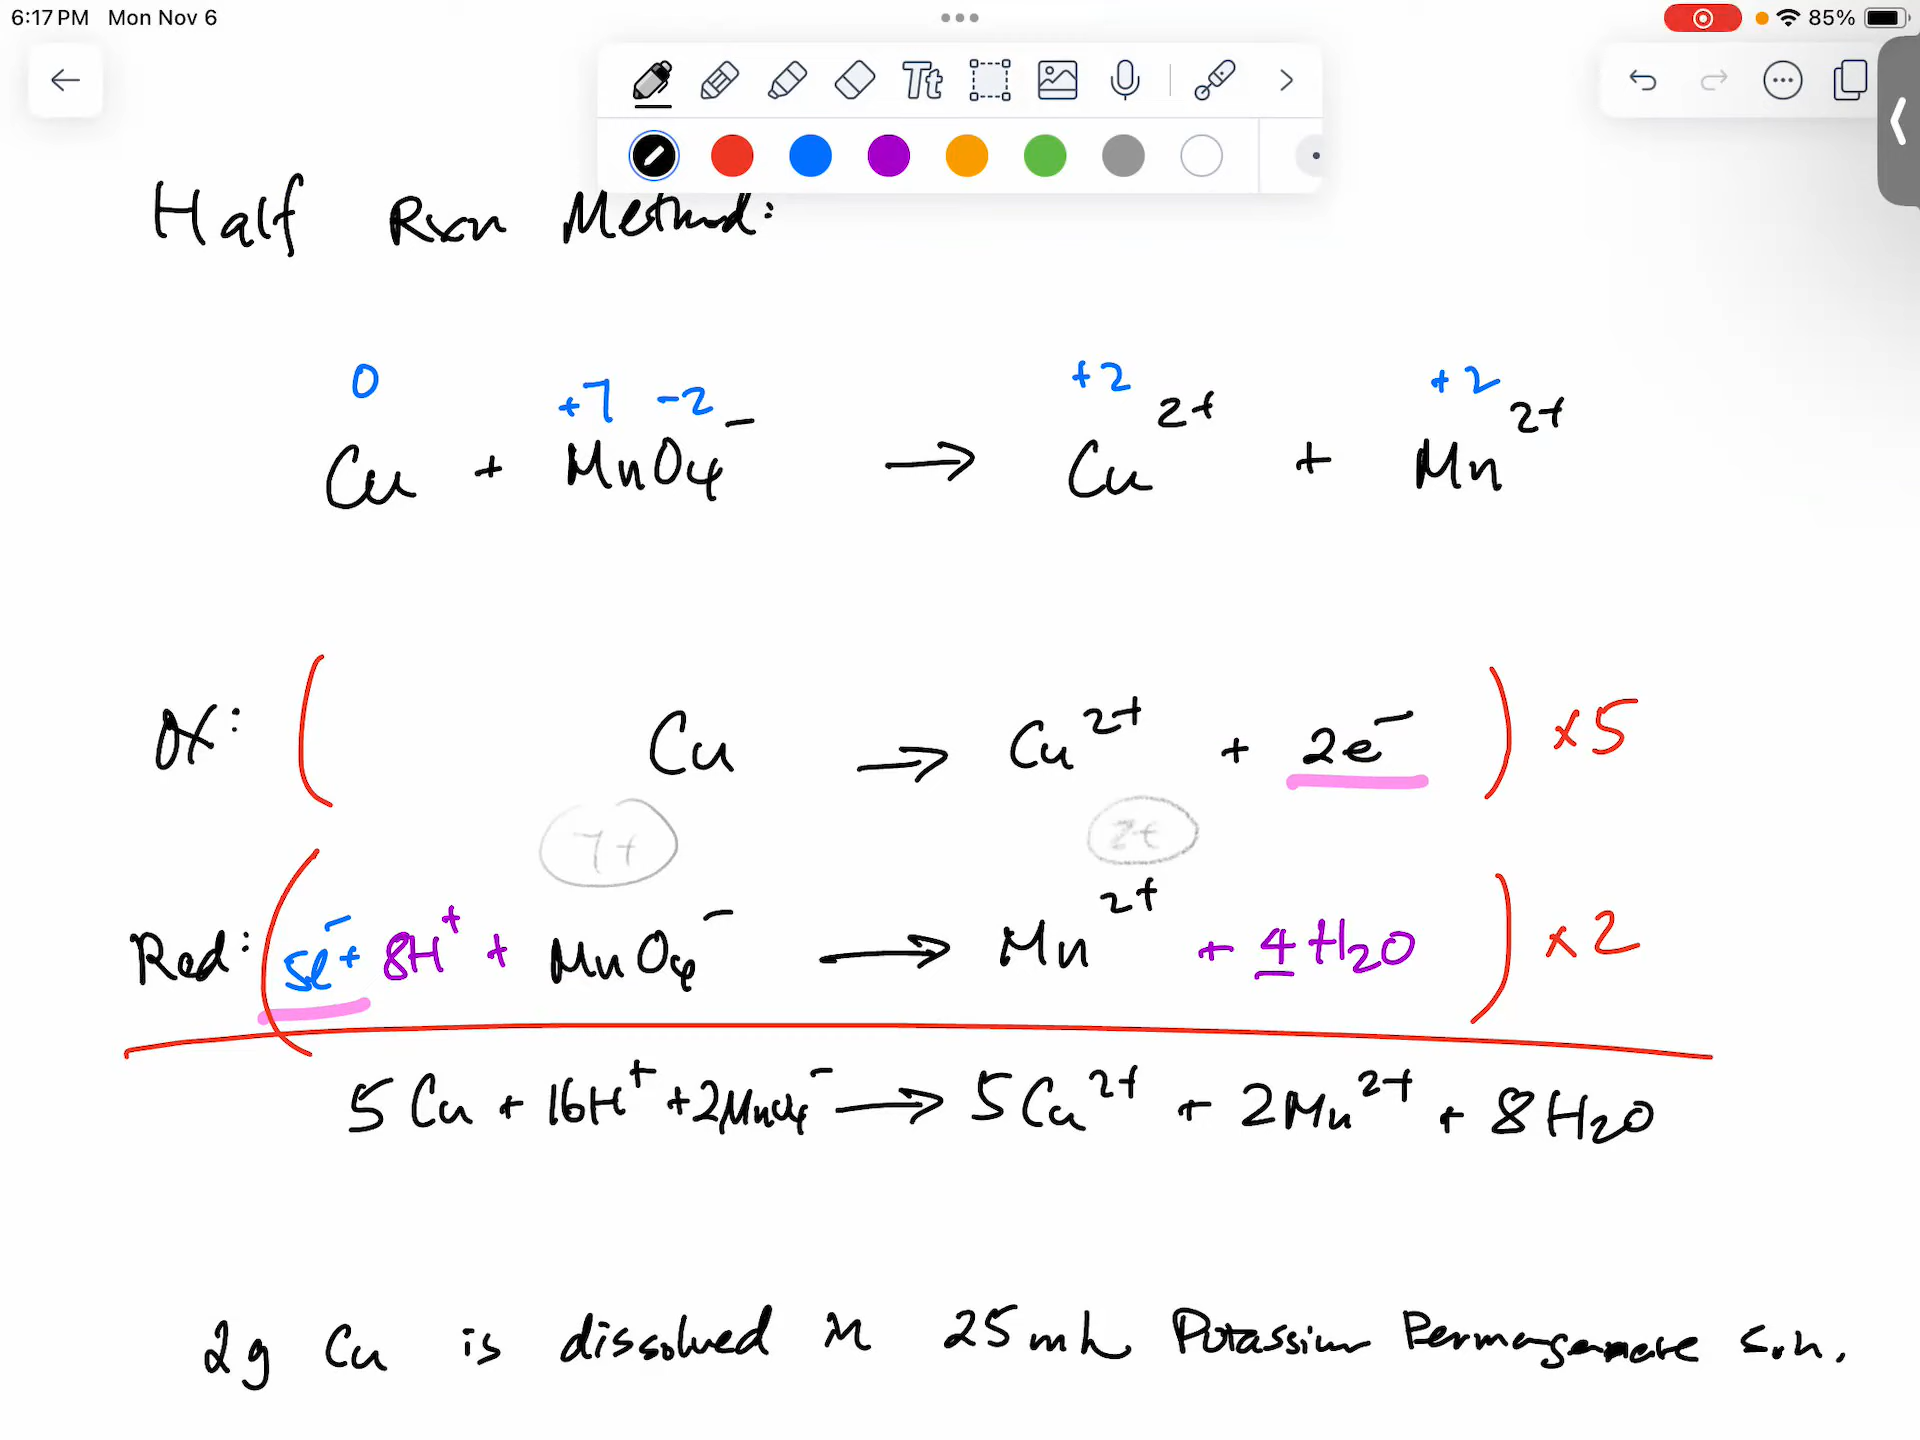 6:17 PM Mon Nov 6
85%
Tt
Half Rxn Method:
0 +7 -2 +2 +2
Cu + MnO₄⁻ → Cu²⁺ + Mn²⁺
OX: ( Cu → Cu²⁺ + 2e⁻ ) x5
7+ 2+
Red: ( 5e⁻ + 8H⁺ + MnO₄⁻ → Mn²⁺ + 4H₂O ) x2
5Cu + 16H⁺ + 2MnO₄⁻ → 5Cu²⁺ + 2Mn²⁺ + 8H₂O
2g Cu is dissolved in 25mL Potassium Permanganate soln.